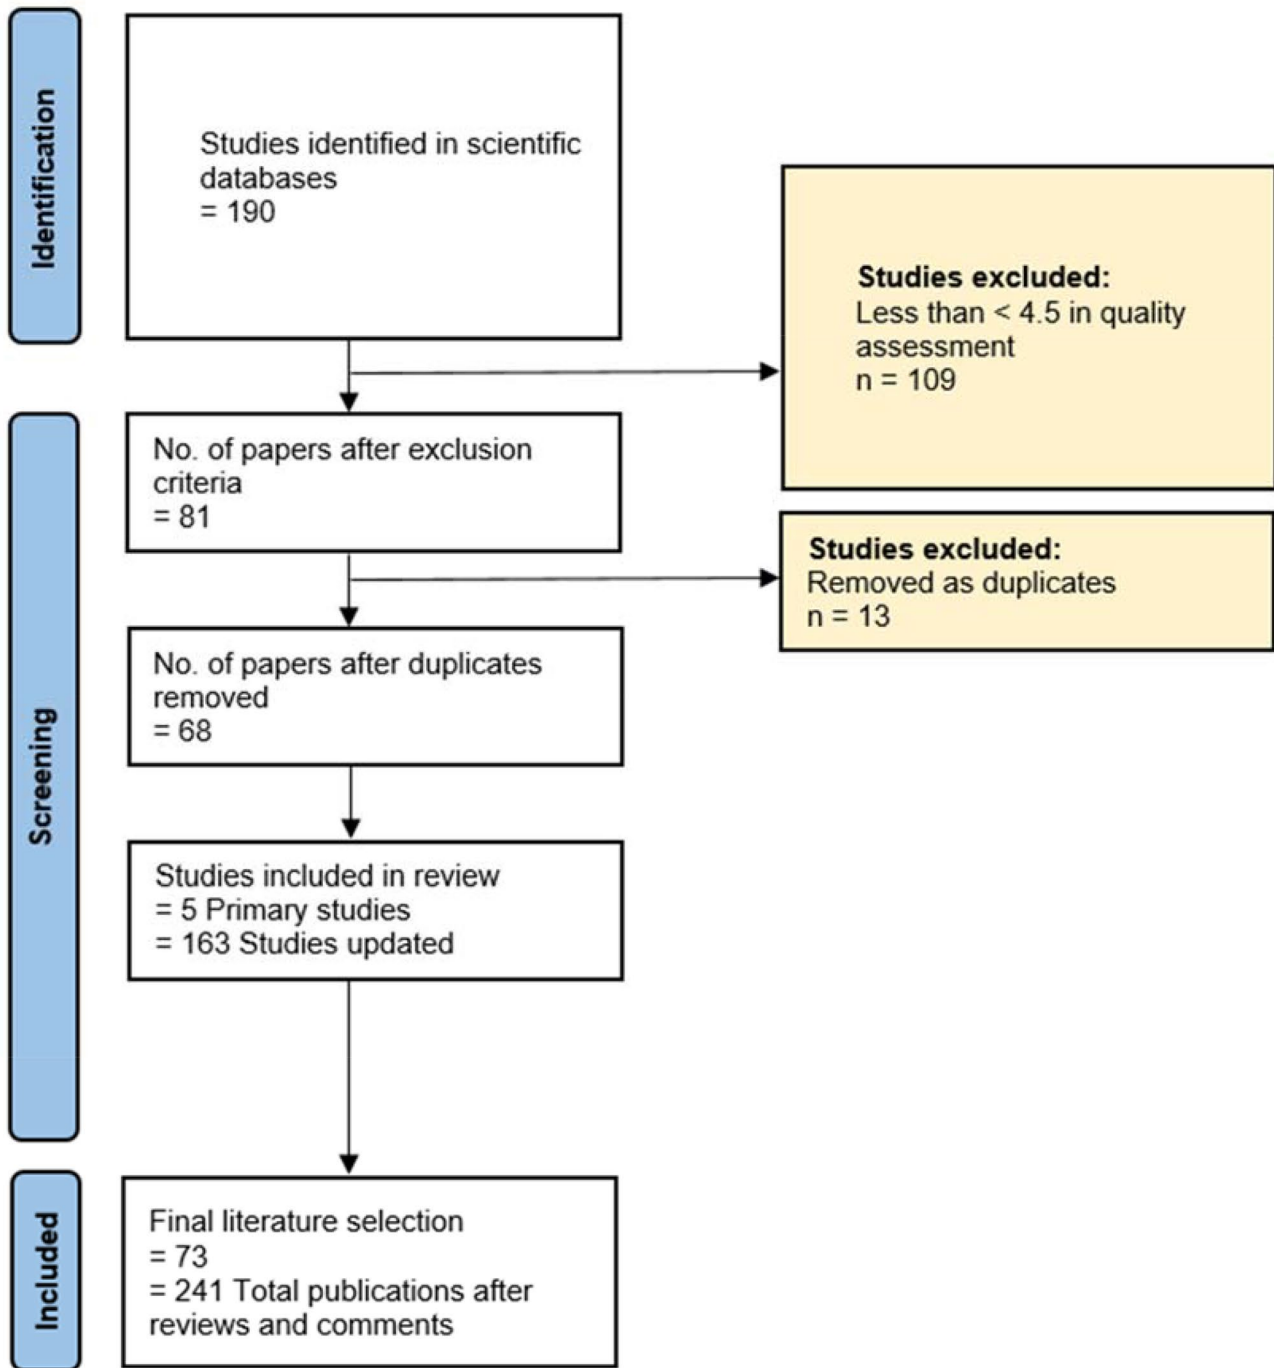 Identification
Studies identified in scientific
databases
= 190
Studies excluded:
Less than < 4.5 in quality
assessment
n = 109
Screening
No. of papers after exclusion
criteria
= 81
Studies excluded:
Removed as duplicates
n = 13
No. of papers after duplicates
removed
= 68
Studies included in review
= 5 Primary studies
= 163 Studies updated
Included
Final literature selection
= 73
= 241 Total publications after
reviews and comments